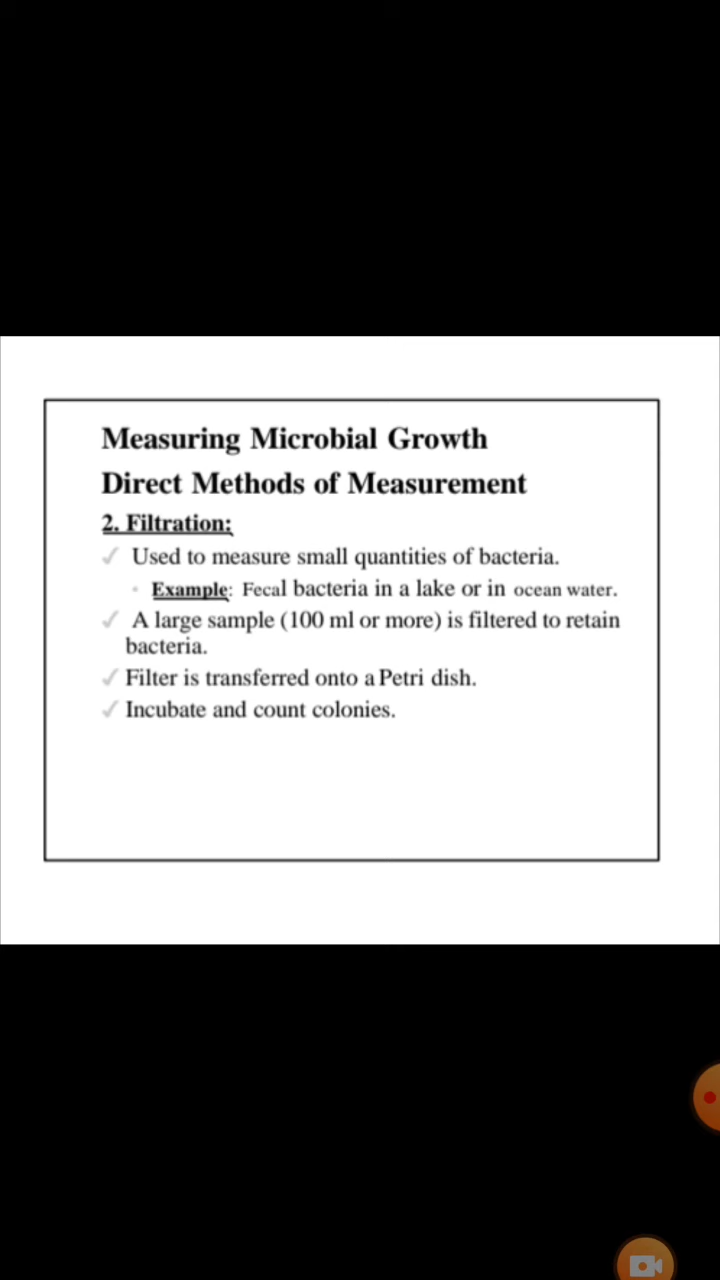 Measuring Microbial Growth
Direct Methods of Measurement
2. Filtration:
✓ Used to measure small quantities of bacteria.
• Example: Fecal bacteria in a lake or in ocean water.
✓ A large sample (100 ml or more) is filtered to retain
bacteria.
✓ Filter is transferred onto a Petri dish.
✓ Incubate and count colonies.